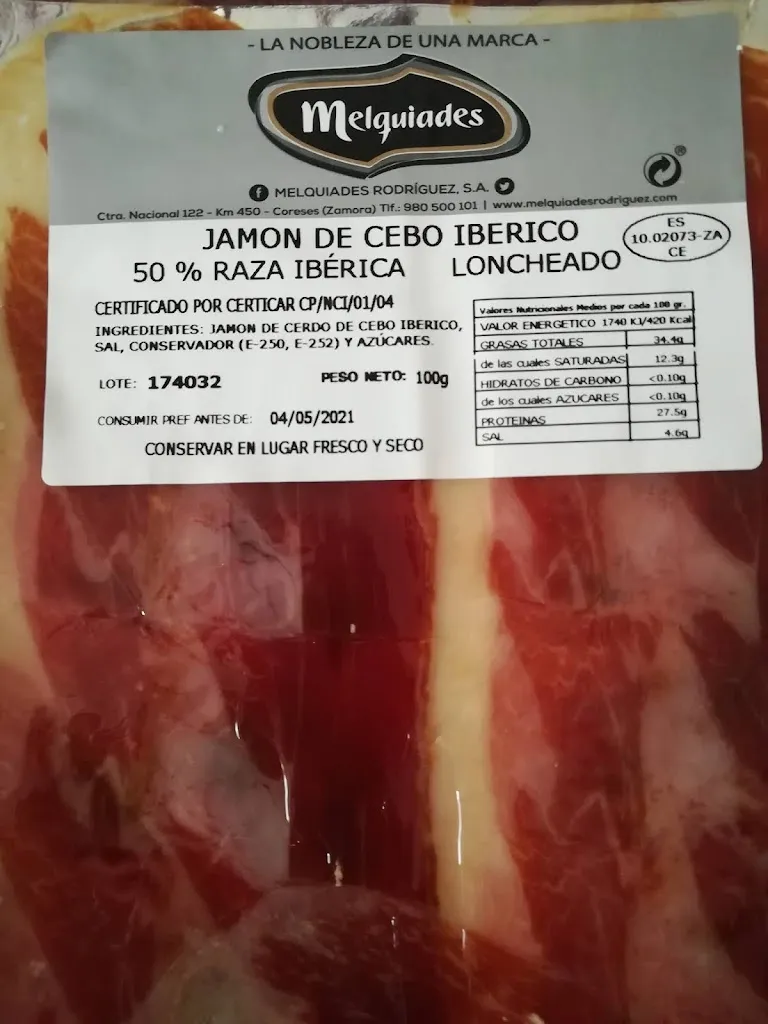 - LA NOBLEZA DE UNA MARCA -
Melquiades
f MELQUIADES RODRÍGUEZ, S.A.
®
Ctra. Nacional 122 - Km 450 - Coreses (Zamora) Tlf.: 980 500 101 | www.melquiadesrodriguez.com
JAMON DE CEBO IBERICO
50 % RAZA IBÉRICA LONCHEADO
ES
10.02073-ZA
CE
CERTIFICADO POR CERTICAR CP/NCI/01/04
INGREDIENTES: JAMON DE CERDO DE CEBO IBERICO,
SAL, CONSERVADOR (E-250, E-252) Y AZÚCARES.
LOTE: 174032 PESO NETO: 100g
CONSUMIR PREF ANTES DE: 04/05/2021
CONSERVAR EN LUGAR FRESCO Y SECO
Valores Nutricionales Medios por cada 100 gr.
VALOR ENERGETICO 1740 KJ/420 Kcal
GRASAS TOTALES 34.4g
de las cuales SATURADAS 12.3g
HIDRATOS DE CARBONO <0.10g
de los cuales AZUCARES <0.10g
PROTEINAS 27.5g
SAL 4.6g